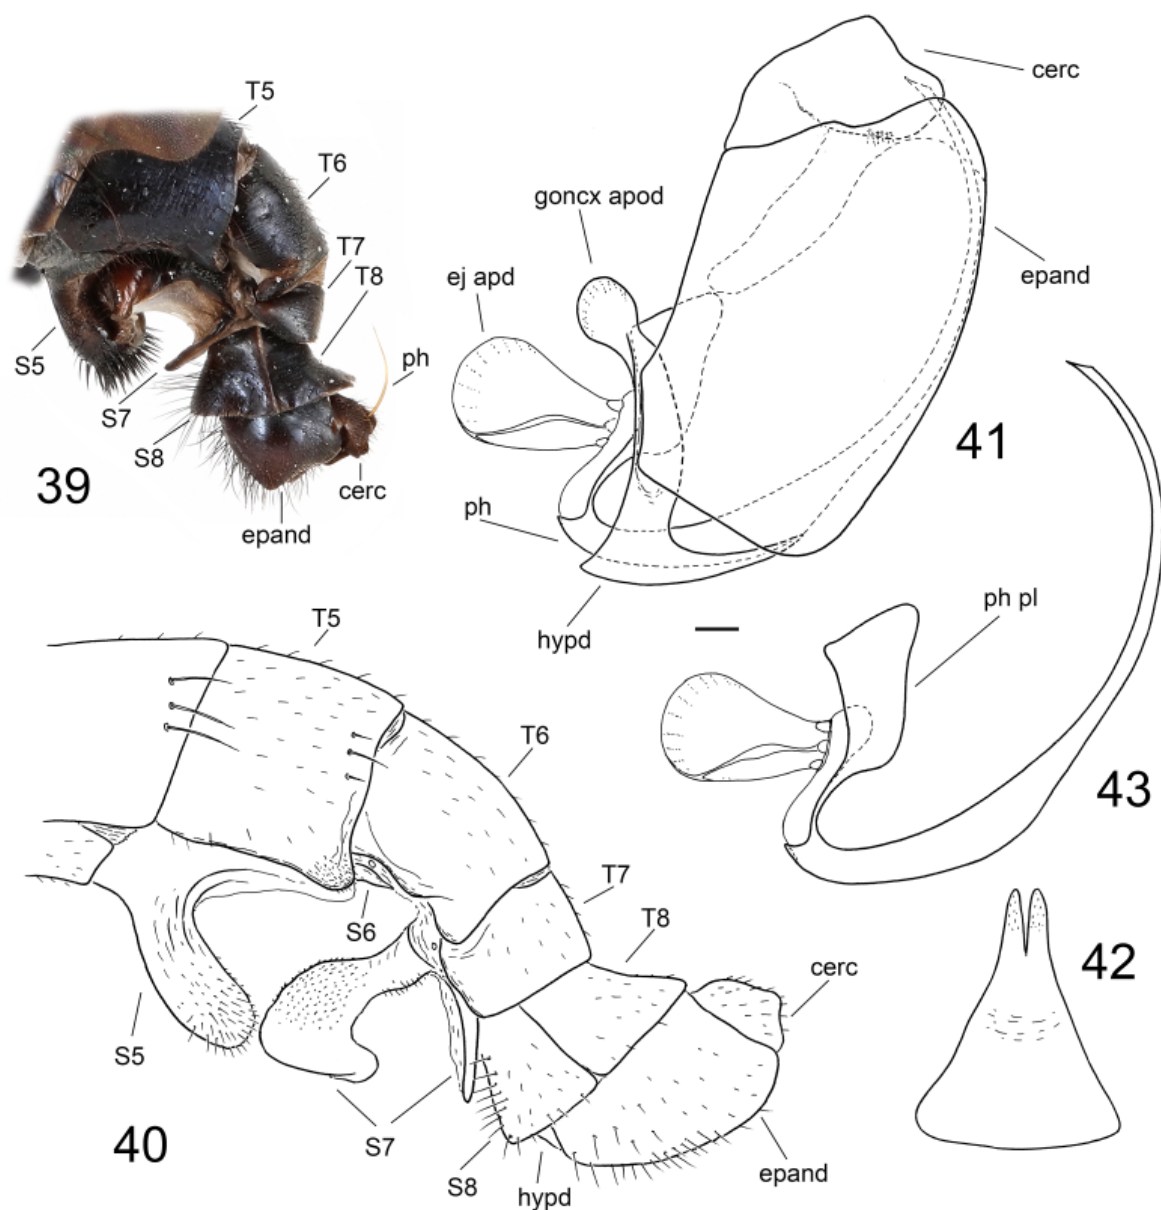 T5
T6
T7
T8
ph
S5
S7
S8
cerc
epand
39
cerc
goncx apod
ej apd
epand
41
ph
hypd
ph pl
43
T5
T6
T7
T8
cerc
S6
S5
S7
S8
hypd
epand
40
42